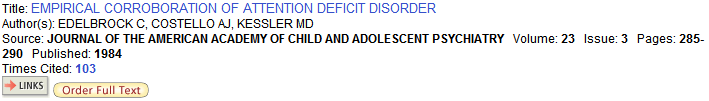 Title: EMPIRICAL CORROBORATION OF ATTENTION DEFICIT DISORDER
Author(s): EDELBROCK C, COSTELLO AJ, KESSLER MD
Source: JOURNAL OF THE AMERICAN ACADEMY OF CHILD AND ADOLESCENT PSYCHIATRY Volume: 23 Issue: 3 Pages: 285-
290 Published: 1984
Times Cited: 103
LINKS Order Full Text